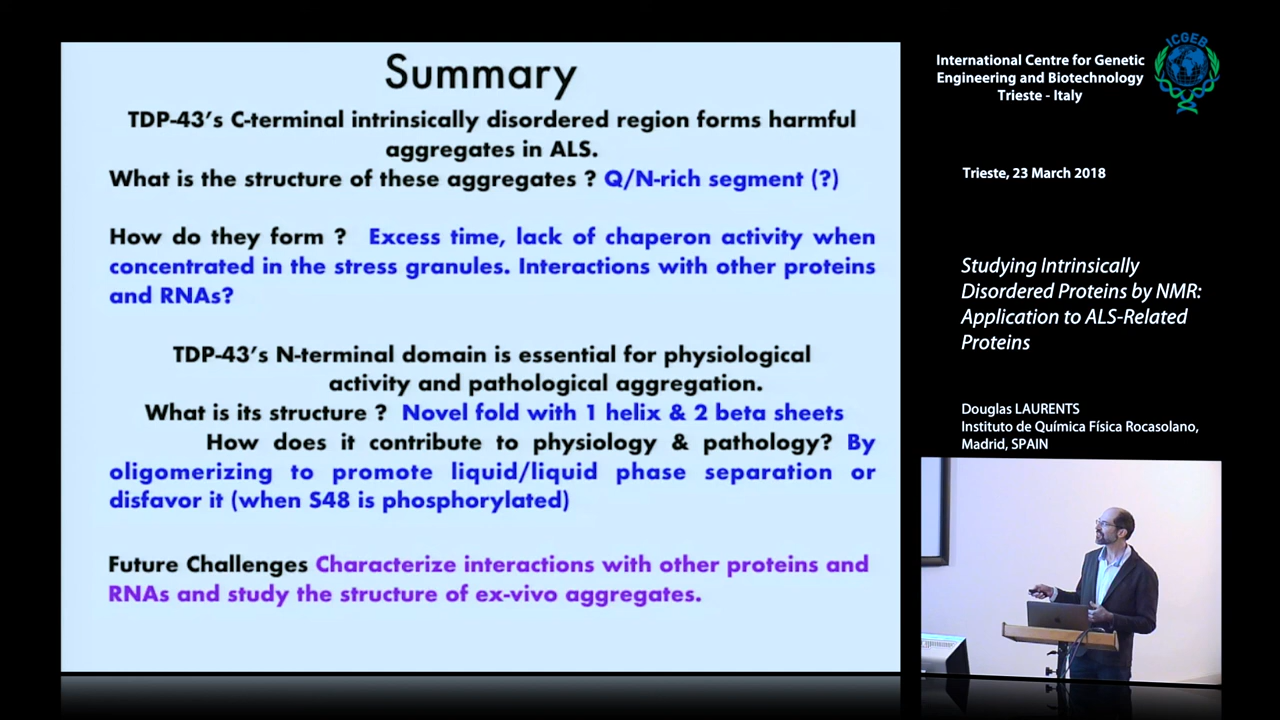 Summary
TDP-43's C-terminal intrinsically disordered region forms harmful
aggregates in ALS.
What is the structure of these aggregates ? Q/N-rich segment (?)
How do they form ? Excess time, lack of chaperon activity when
concentrated in the stress granules. Interactions with other proteins
and RNAs?
TDP-43's N-terminal domain is essential for physiological
activity and pathological aggregation.
What is its structure ? Novel fold with 1 helix & 2 beta sheets
How does it contribute to physiology & pathology? By
oligomerizing to promote liquid/liquid phase separation or
disfavor it (when S48 is phosphorylated)
Future Challenges Characterize interactions with other proteins and
RNAs and study the structure of ex-vivo aggregates.
International Centre for Genetic
Engineering and Biotechnology
Trieste - Italy
ICGEB
Trieste, 23 March 2018
Studying Intrinsically
Disordered Proteins by NMR:
Application to ALS-Related
Proteins
Douglas LAURENTS
Instituto de Química Física Rocasolano,
Madrid, SPAIN